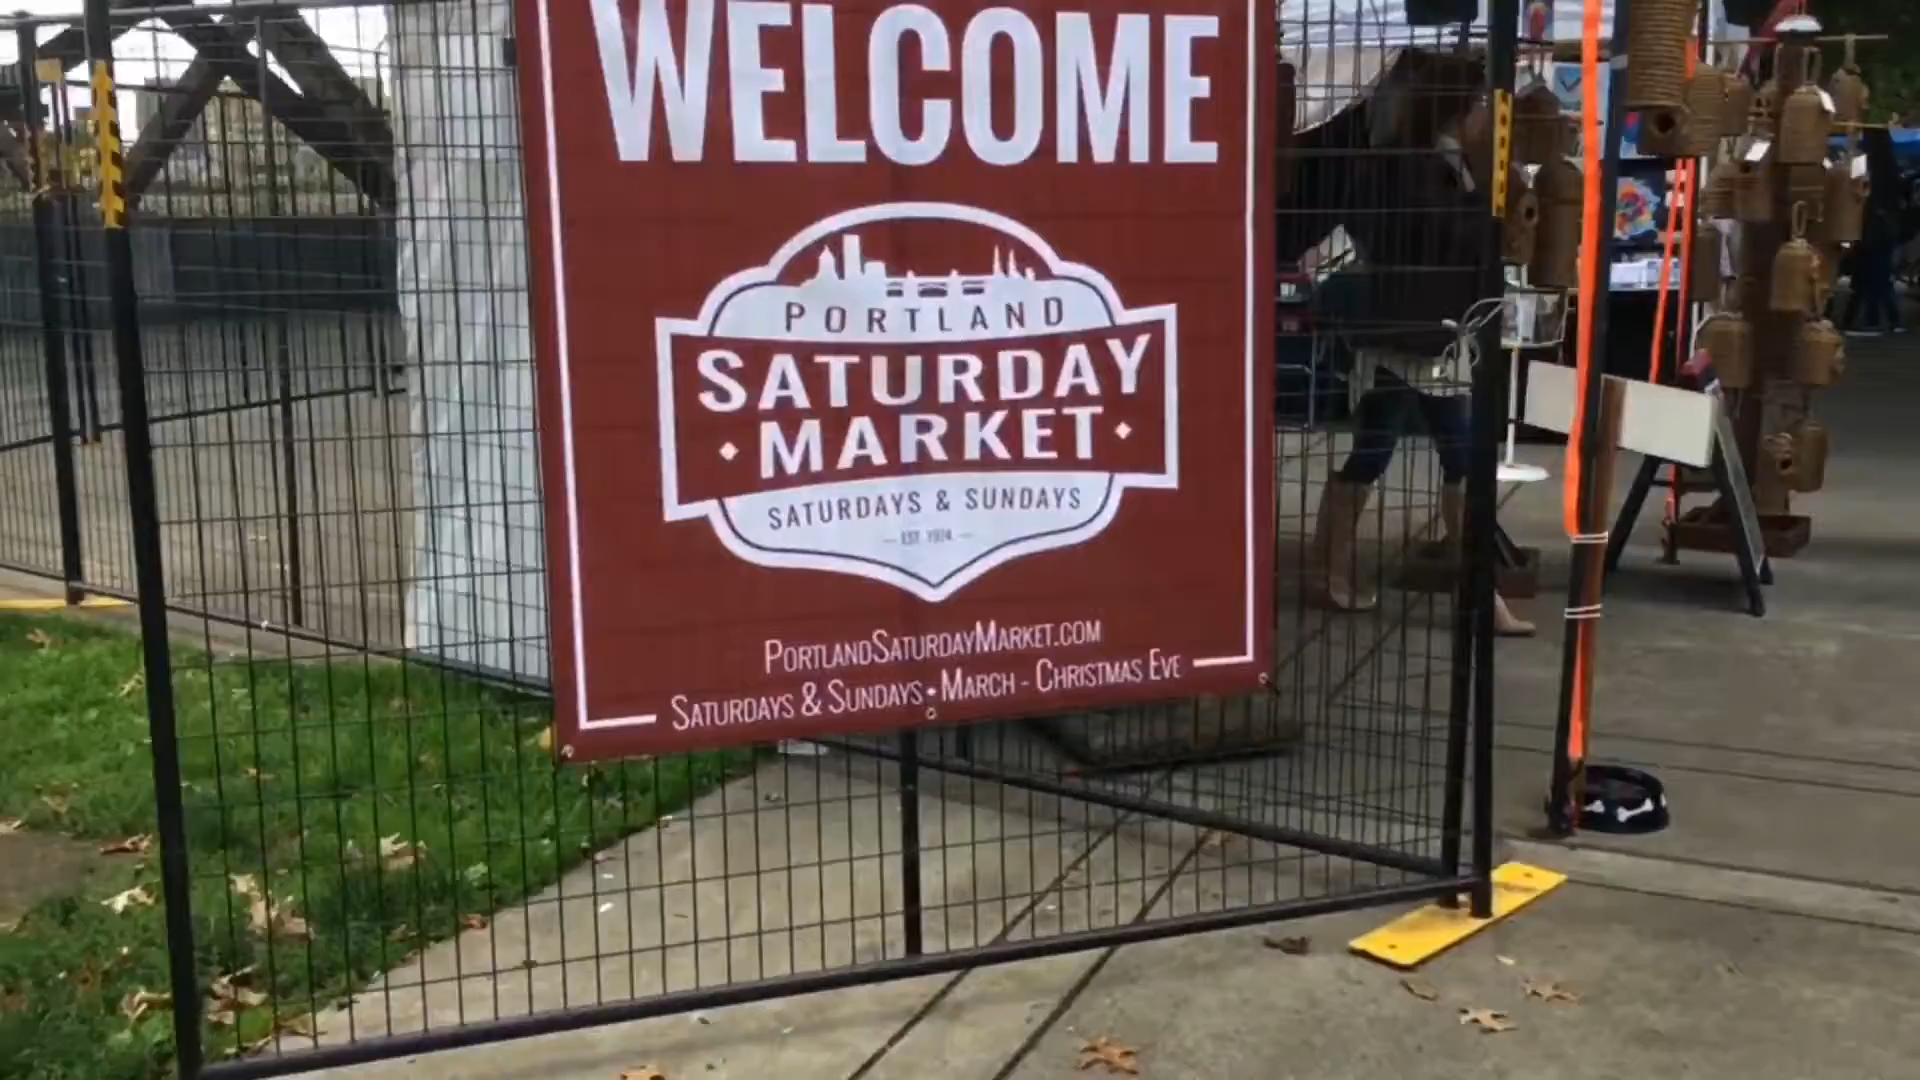 WELCOME
PORTLAND
SATURDAY
MARKET
SATURDAYS & SUNDAYS
EST. 1974
PORTLANDSATURDAYMARKET.COM
SATURDAYS & SUNDAYS • MARCH - CHRISTMAS EVE